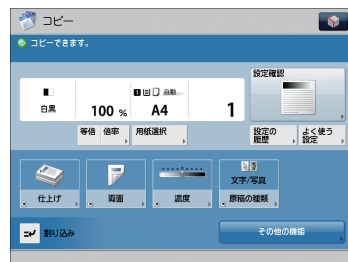 コピー
コピーできます。
設定確認
1 自動
白黒
100 %
A4
1
等倍
倍率
用紙選択
設定の
履歴
よく使う
設定
仕上げ
両面
濃度
文字/写真
原稿の種類
割り込み
その他の機能